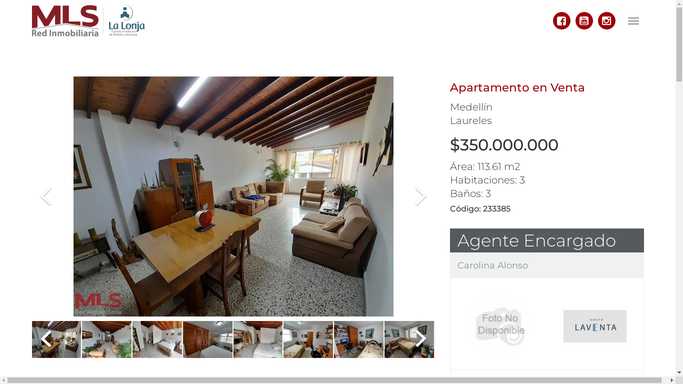 MLS
Red Inmobiliaria
La Lonja
Apartamento en Venta
Medellín
Laureles
$350.000.000
Área: 113.61 m2
Habitaciones: 3
Baños: 3
Código: 233385
Agente Encargado
Carolina Alonso
Foto No
Disponible
LAVENTA
MLS